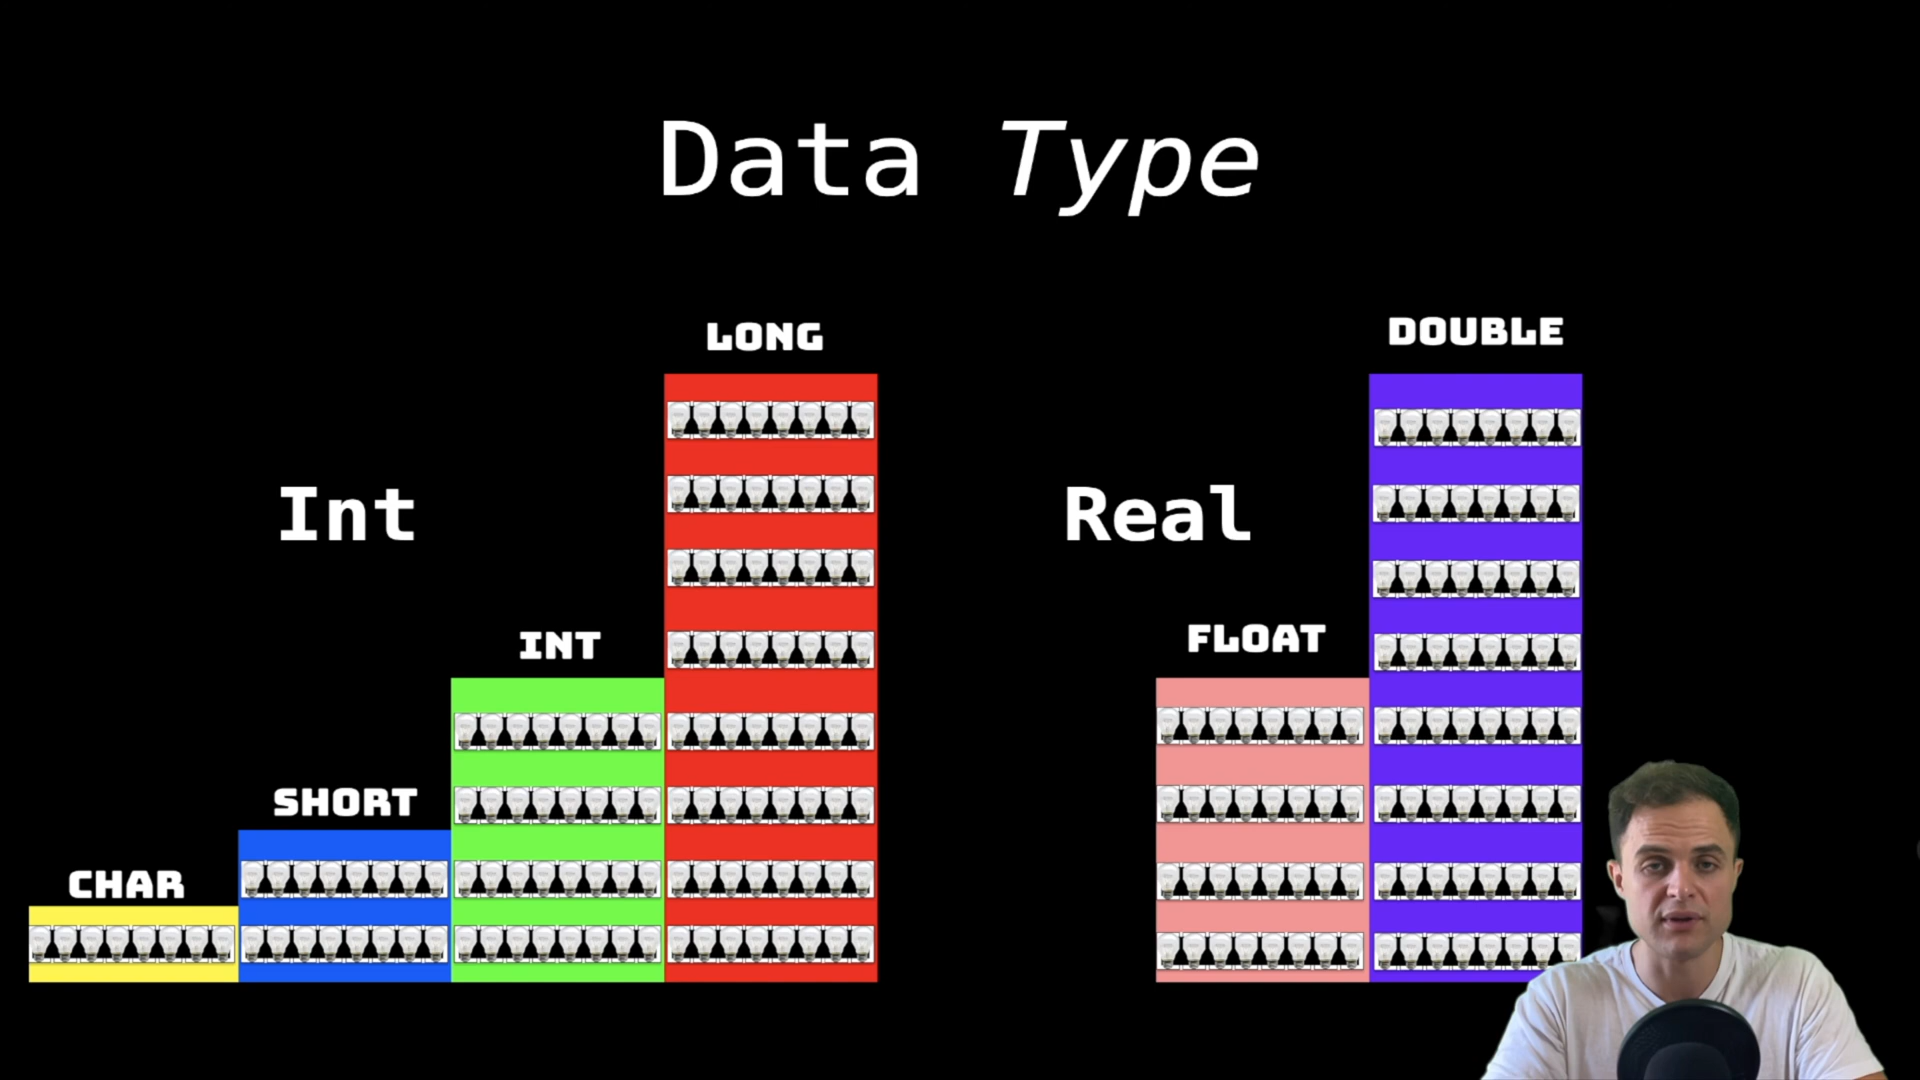 Data Type
LONG
DOUBLE
Int
Real
INT
FLOAT
SHORT
CHAR